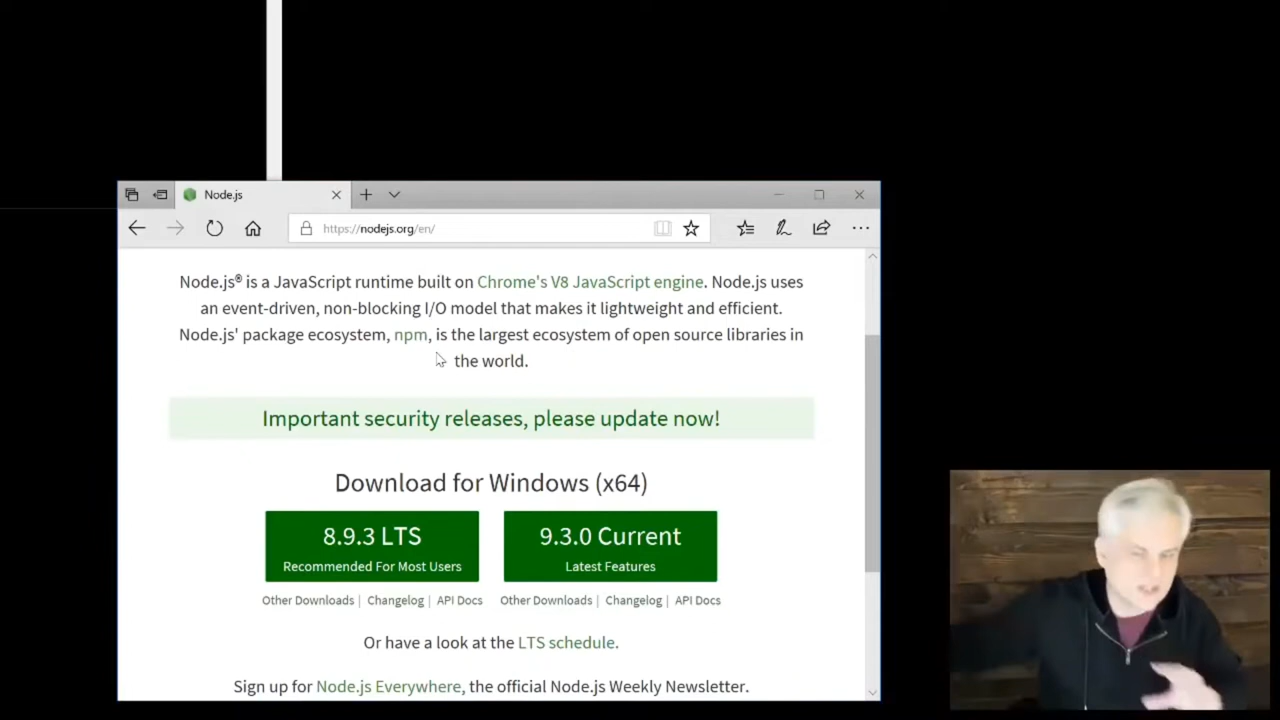 Node.js
https://nodejs.org/en/
Node.js® is a JavaScript runtime built on Chrome's V8 JavaScript engine. Node.js uses
an event-driven, non-blocking I/O model that makes it lightweight and efficient.
Node.js' package ecosystem, npm, is the largest ecosystem of open source libraries in
the world.
Important security releases, please update now!
Download for Windows (x64)
8.9.3 LTS
Recommended For Most Users
9.3.0 Current
Latest Features
Other Downloads | Changelog | API Docs
Other Downloads | Changelog | API Docs
Or have a look at the LTS schedule.
Sign up for Node.js Everywhere, the official Node.js Weekly Newsletter.